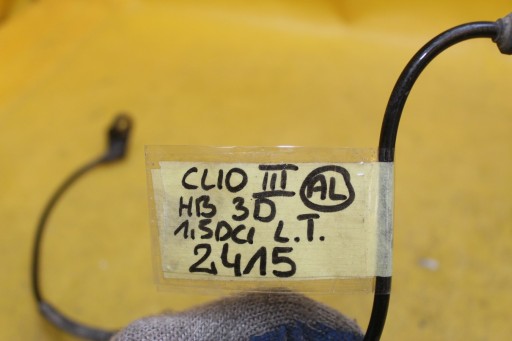 CLIO III AL
HB 3D
1,5DCi L.T.
2415